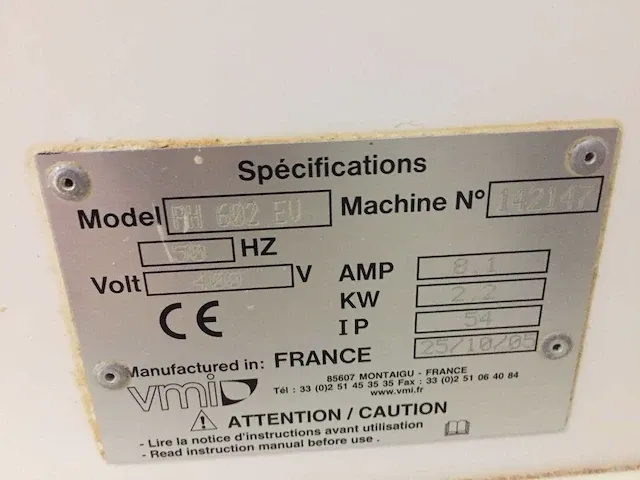 Spécifications
Model PH 602 EV Machine Nº 142147
50 HZ
Volt 400 V
AMP 8,1
KW 2,2
IP 54
25/10/05
CE
Manufactured in: FRANCE
vmi
85607 MONTAIGU - FRANCE
Tél : 33 (0)2 51 45 35 35 Fax : 33 (0)2 51 06 40 84
www.vmi.fr
ATTENTION / CAUTION
- Lire la notice d'instructions avant utilisation
- Read instruction manual before use .